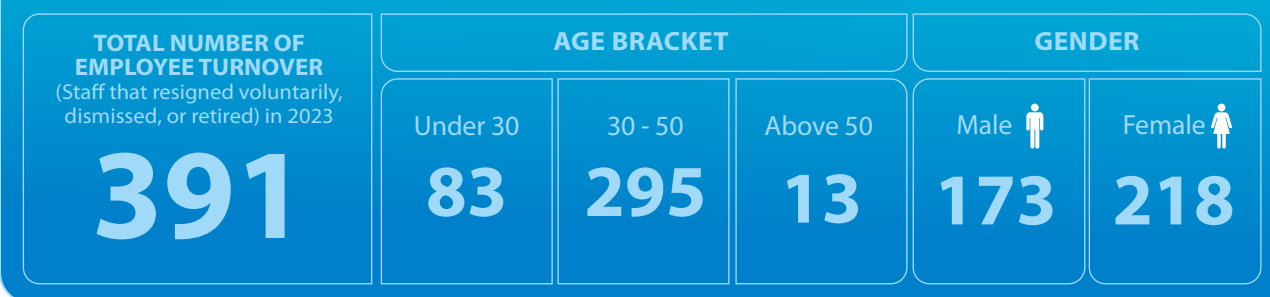 TOTAL NUMBER OF
EMPLOYEE TURNOVER
(Staff that resigned voluntarily,
dismissed, or retired) in 2023
391
AGE BRACKET
Under 30
83
30 - 50
295
Above 50
13
GENDER
Male
173
Female
218